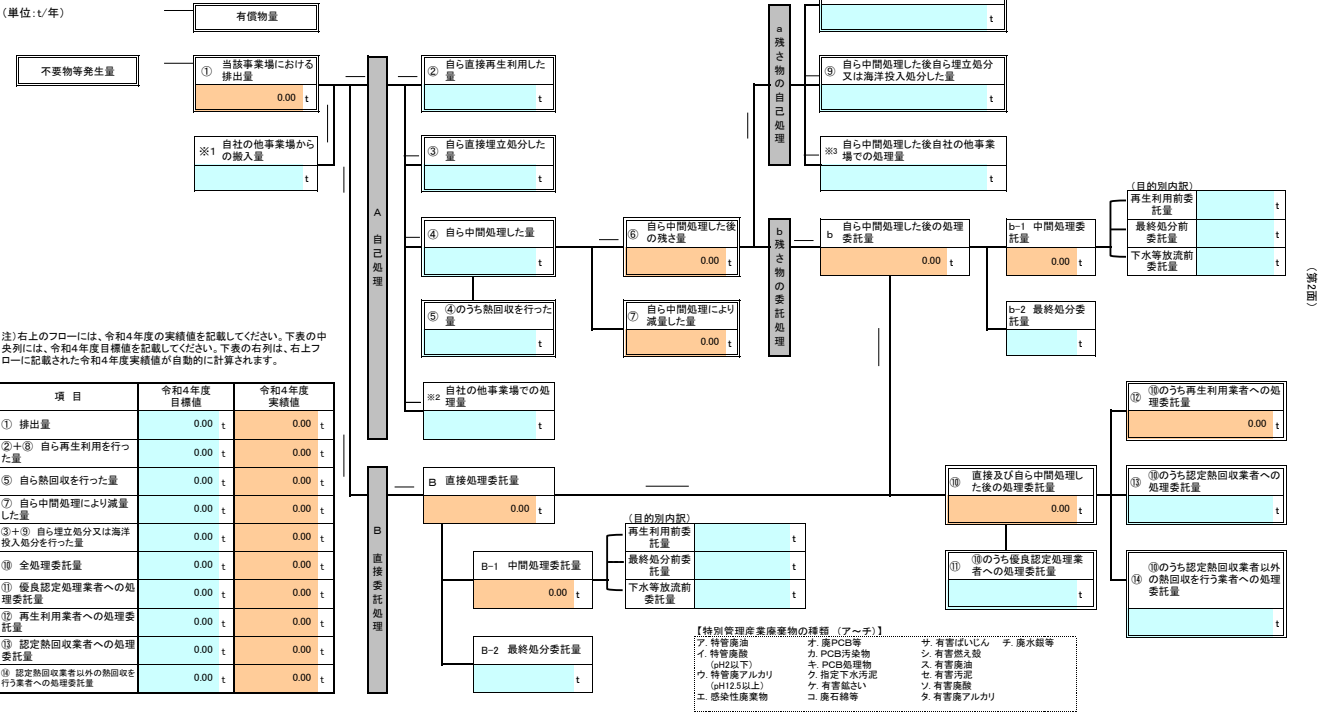 (単位:t/年)
有償物量
不要物等発生量
① 当該事業場における
排出量
0.00 t
※1 自社の他事業場から
の搬入量
t
A 自己処理
② 自ら直接再生利用した
量
t
③ 自ら直接埋立処分した
量
t
④ 自ら中間処理した量
t
⑤ ④のうち熱回収を行った
量
t
※2 自社の他事業場での処
理量
t
⑥ 自ら中間処理した後
の残さ量
0.00 t
⑦ 自ら中間処理により
減量した量
0.00 t
a 残さ物の自己処理
t
⑨ 自ら中間処理した後自ら埋立処分
又は海洋投入処分した量
t
※3 自ら中間処理した後自社の他事業
場での処理量
t
b 残さ物の委託処理
b 自ら中間処理した後の処理
委託量
0.00 t
b-1 中間処理委
託量
0.00 t
b-2 最終処分委
託量
t
(目的別内訳)
再生利用前委
託量
t
最終処分前
委託量
t
下水等放流前
委託量
t
(第2面)
注)右上のフローには、令和4年度の実績値を記載してください。下表の中
央列には、令和4年度目標値を記載してください。下表の右列は、右上フ
ローに記載された令和4年度実績値が自動的に計算されます。
項 目
令和4年度
目標値
令和4年度
実績値
① 排出量 0.00 t 0.00 t
②+⑧ 自ら再生利用を行っ
た量
0.00 t 0.00 t
⑤ 自ら熱回収を行った量 0.00 t 0.00 t
⑦ 自ら中間処理により減量
した量
0.00 t 0.00 t
③+⑨ 自ら埋立処分又は海洋
投入処分を行った量
0.00 t 0.00 t
⑩ 全処理委託量 0.00 t 0.00 t
⑪ 優良認定処理業者への処
理委託量
0.00 t 0.00 t
⑫ 再生利用業者への処理委
託量
0.00 t 0.00 t
⑬ 認定熱回収業者への処理
委託量
0.00 t 0.00 t
⑭ 認定熱回収業者以外の熱回収を
行う業者への処理委託量
0.00 t 0.00 t
B 直接委託処理
B 直接処理委託量
0.00 t
B-1 中間処理委託量
0.00 t
B-2 最終処分委託量
t
(目的別内訳)
再生利用前委
託量
t
最終処分前委
託量
t
下水等放流前
委託量
t
⑩ 直接及び自ら中間処理し
た後の処理委託量
0.00 t
⑪ ⑩のうち優良認定処理業
者への処理委託量
t
⑫ ⑩のうち再生利用業者への処
理委託量
0.00 t
⑬ ⑩のうち認定熱回収業者への
処理委託量
t
⑭ ⑩のうち認定熱回収業者以外
の熱回収を行う業者への処理
委託量
t
【特別管理産業廃棄物の種類 (ア~チ)】
ア. 特管廃油 オ. 廃PCB等 サ. 有害ばいじん チ. 廃水銀等
イ. 特管廃酸 カ. PCB汚染物 シ. 有害燃え殻
(pH2以下) キ. PCB処理物 ス. 有害廃油
ウ. 特管廃アルカリ ク. 指定下水汚泥 セ. 有害汚泥
(pH12.5以上) ケ. 有害鉱さい ソ. 有害廃酸
エ. 感染性廃棄物 コ. 廃石綿等 タ. 有害廃アルカリ